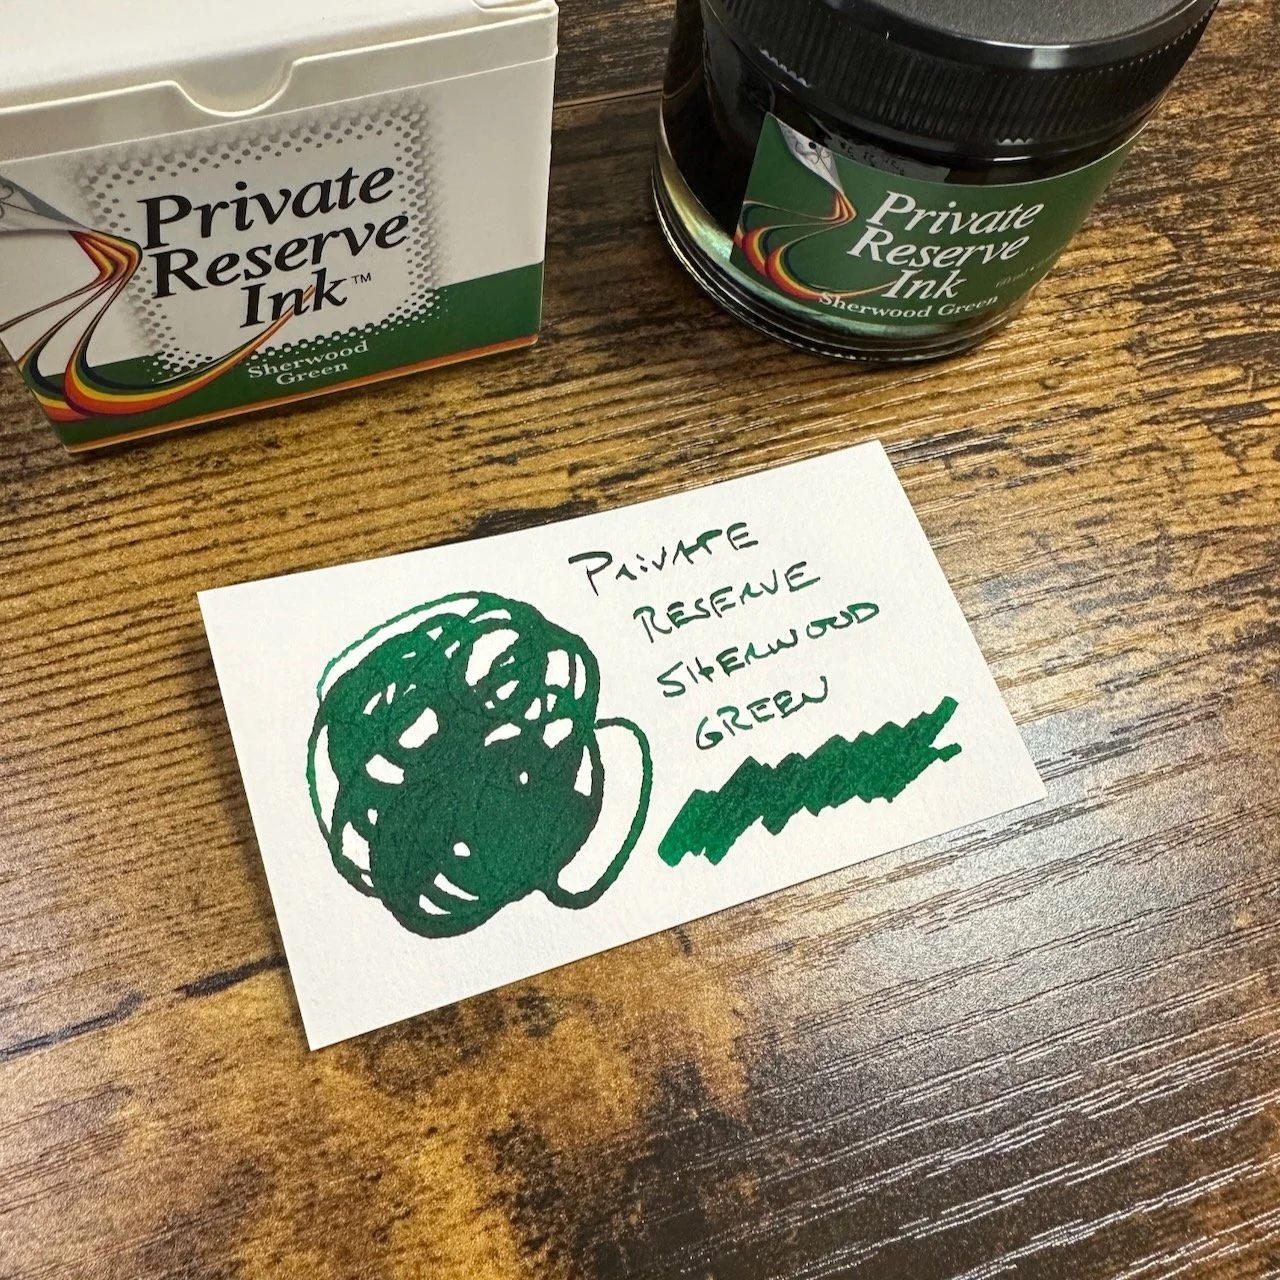 Private
Reserve
Ink™
Sherwood
Green
Private
Reserve
Ink
Sherwood Green
PRIVATE
RESERVE
SHERWOOD
GREEN